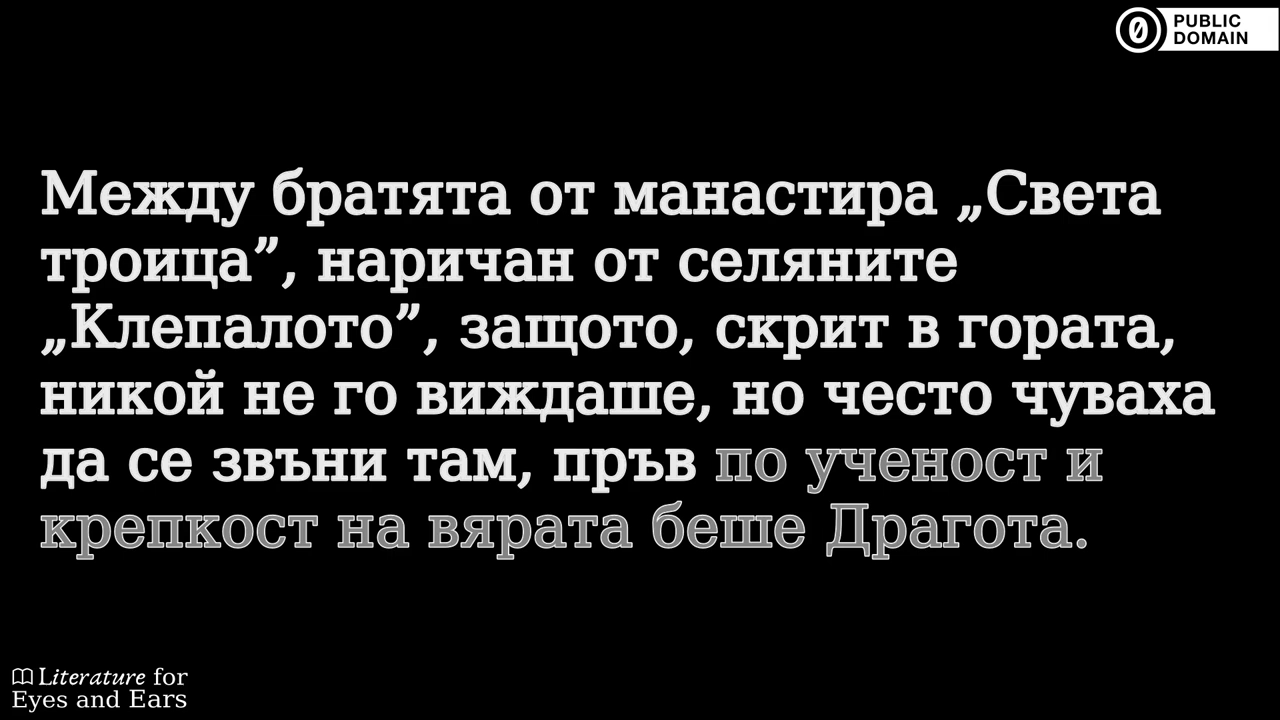 0 PUBLIC
DOMAIN
Между братята от манастира „Света
троица”, наричан от селяните
„Клепалото”, защото, скрит в гората,
никой не го виждаше, но често чуваха
да се звъни там, пръв по ученост и
крепкост на вярата беше Драгота.
Literature for
Eyes and Ears